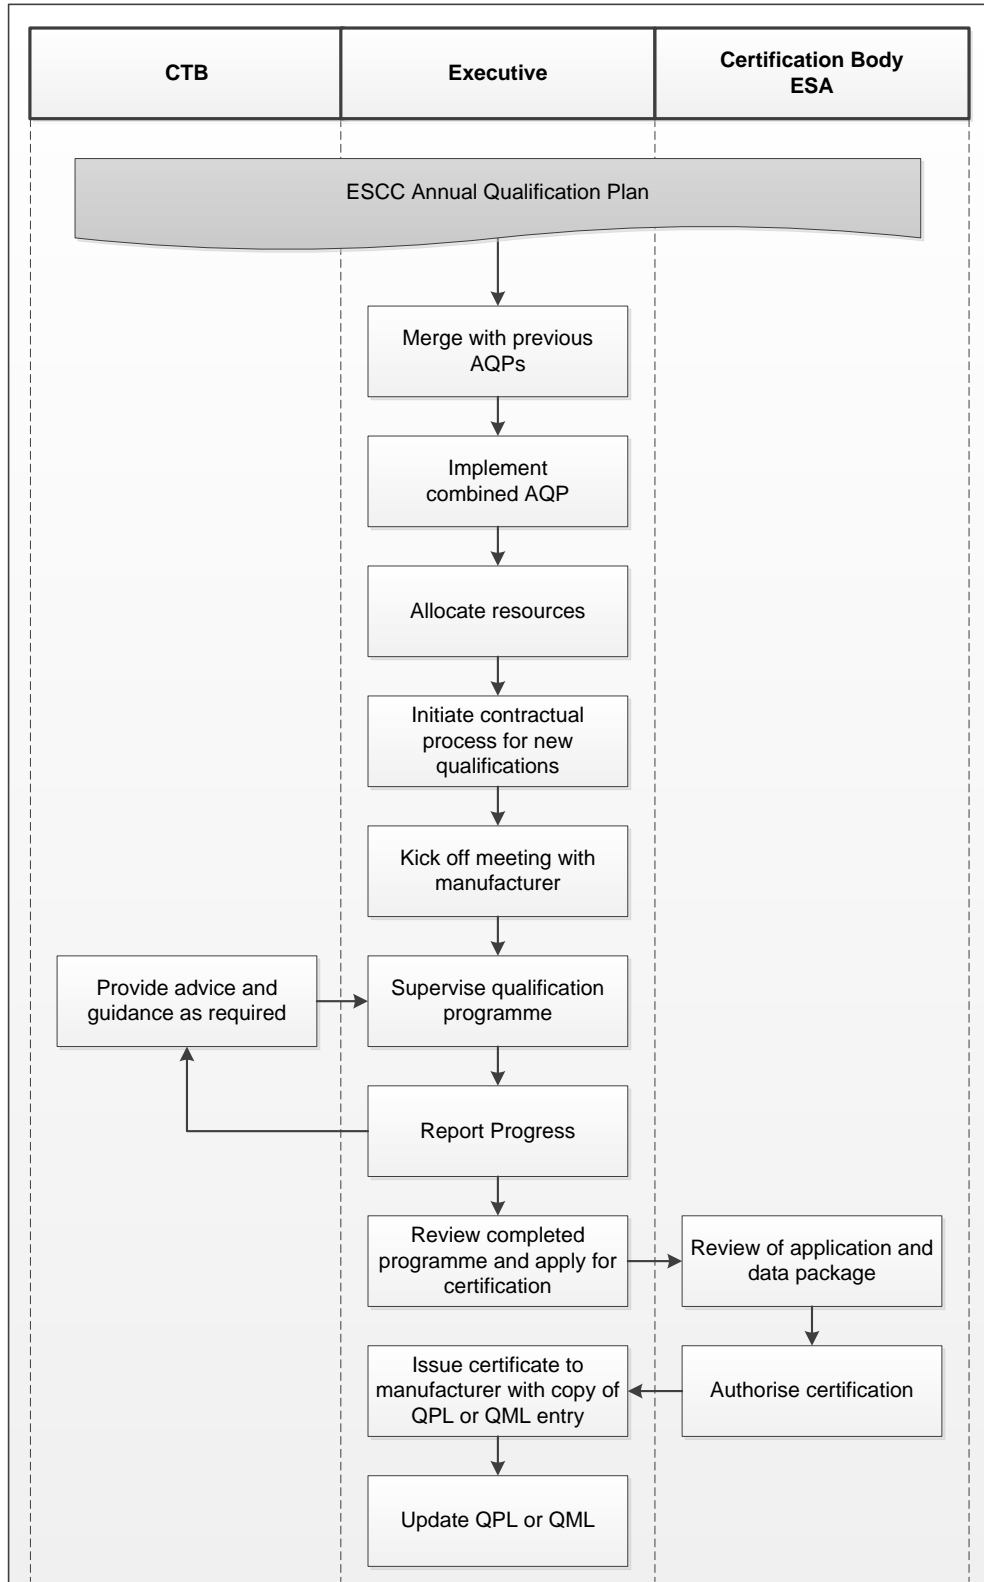 CTB
Executive
Certification Body
ESA
ESCC Annual Qualification Plan
Merge with previous
AQPs
Implement
combined AQP
Allocate resources
Initiate contractual
process for new
qualifications
Kick off meeting with
manufacturer
Provide advice and
guidance as required
Supervise qualification
programme
Report Progress
Review completed
programme and apply for
certification
Review of application and
data package
Issue certificate to
manufacturer with copy of
QPL or QML entry
Authorise certification
Update QPL or QML